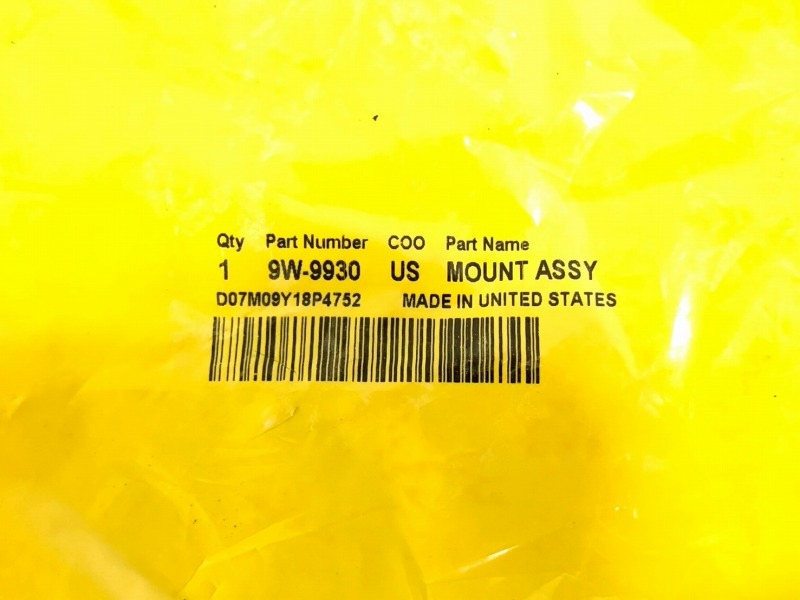 Qty Part Number COO Part Name
1 9W-9930 US MOUNT ASSY
D07M09Y18P4752 MADE IN UNITED STATES